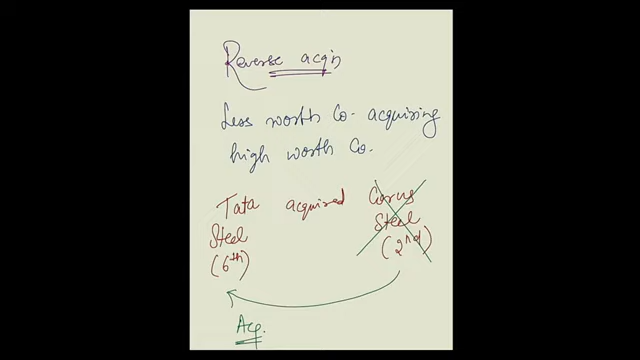 Reverse acqn
Less worth Co. acquiring
high worth Co.
Tata acquired Corus
Steel Steel
(6th) (2nd)
Acq.